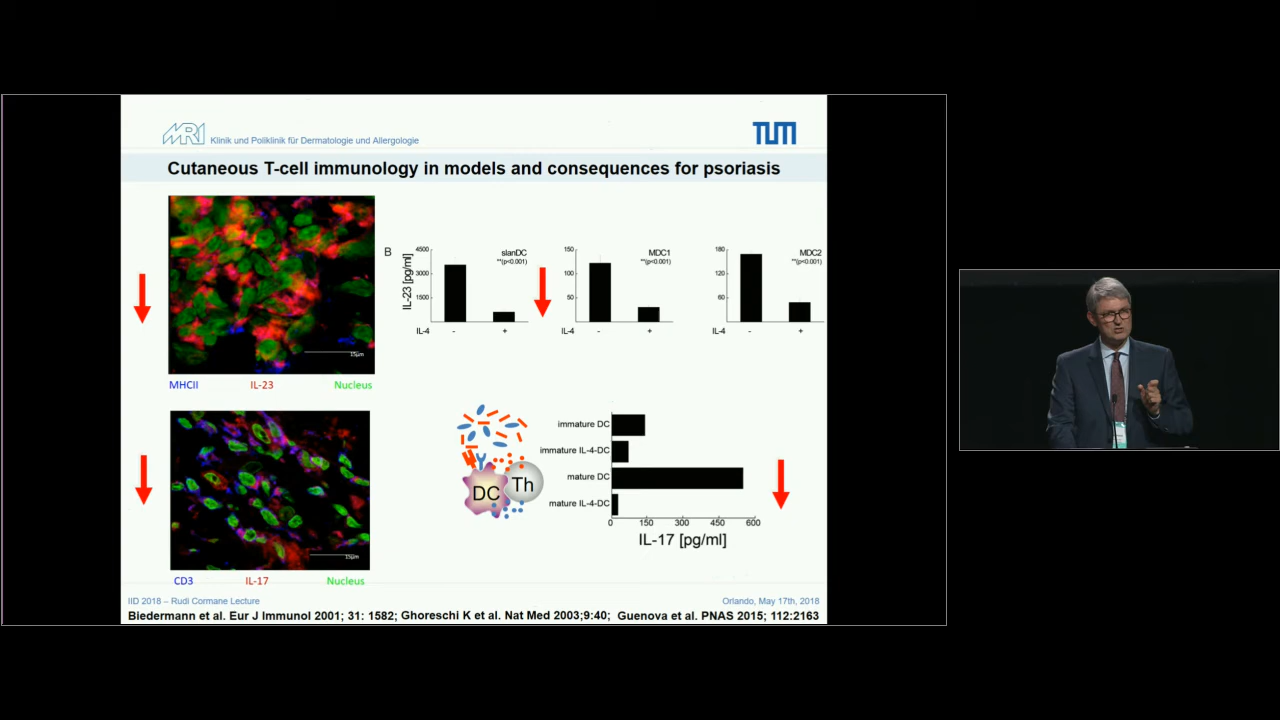 MRI Klinik und Poliklinik für Dermatologie und Allergologie
TUM
Cutaneous T-cell immunology in models and consequences for psoriasis
15µm
MHCII IL-23 Nucleus
B
IL-23 [pg/ml]
4500
3000
1500
slanDC
**(p<0.001)
IL-4 - +
150
100
50
MDC1
**(p<0.001)
IL-4 - +
180
120
60
MDC2
**(p<0.001)
IL-4 - +
15µm
CD3 IL-17 Nucleus
DC Th
immature DC
immature IL-4-DC
mature DC
mature IL-4-DC
0 150 300 450 600
IL-17 [pg/ml]
IID 2018 – Rudi Cormane Lecture
Orlando, May 17th, 2018
Biedermann et al. Eur J Immunol 2001; 31: 1582; Ghoreschi K et al. Nat Med 2003;9:40; Guenova et al. PNAS 2015; 112:2163